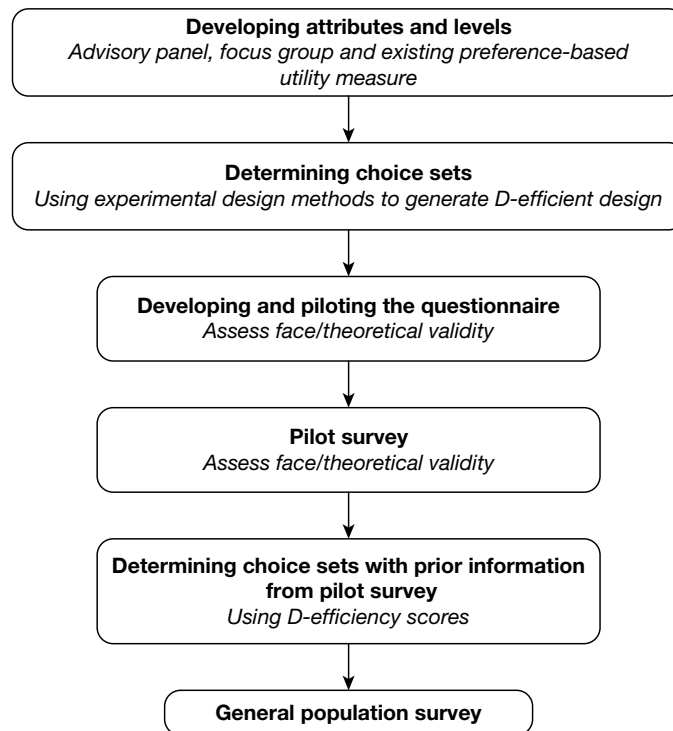 Developing attributes and levels
Advisory panel, focus group and existing preference-based
utility measure
Determining choice sets
Using experimental design methods to generate D-efficient design
Developing and piloting the questionnaire
Assess face/theoretical validity
Pilot survey
Assess face/theoretical validity
Determining choice sets with prior information
from pilot survey
Using D-efficiency scores
General population survey